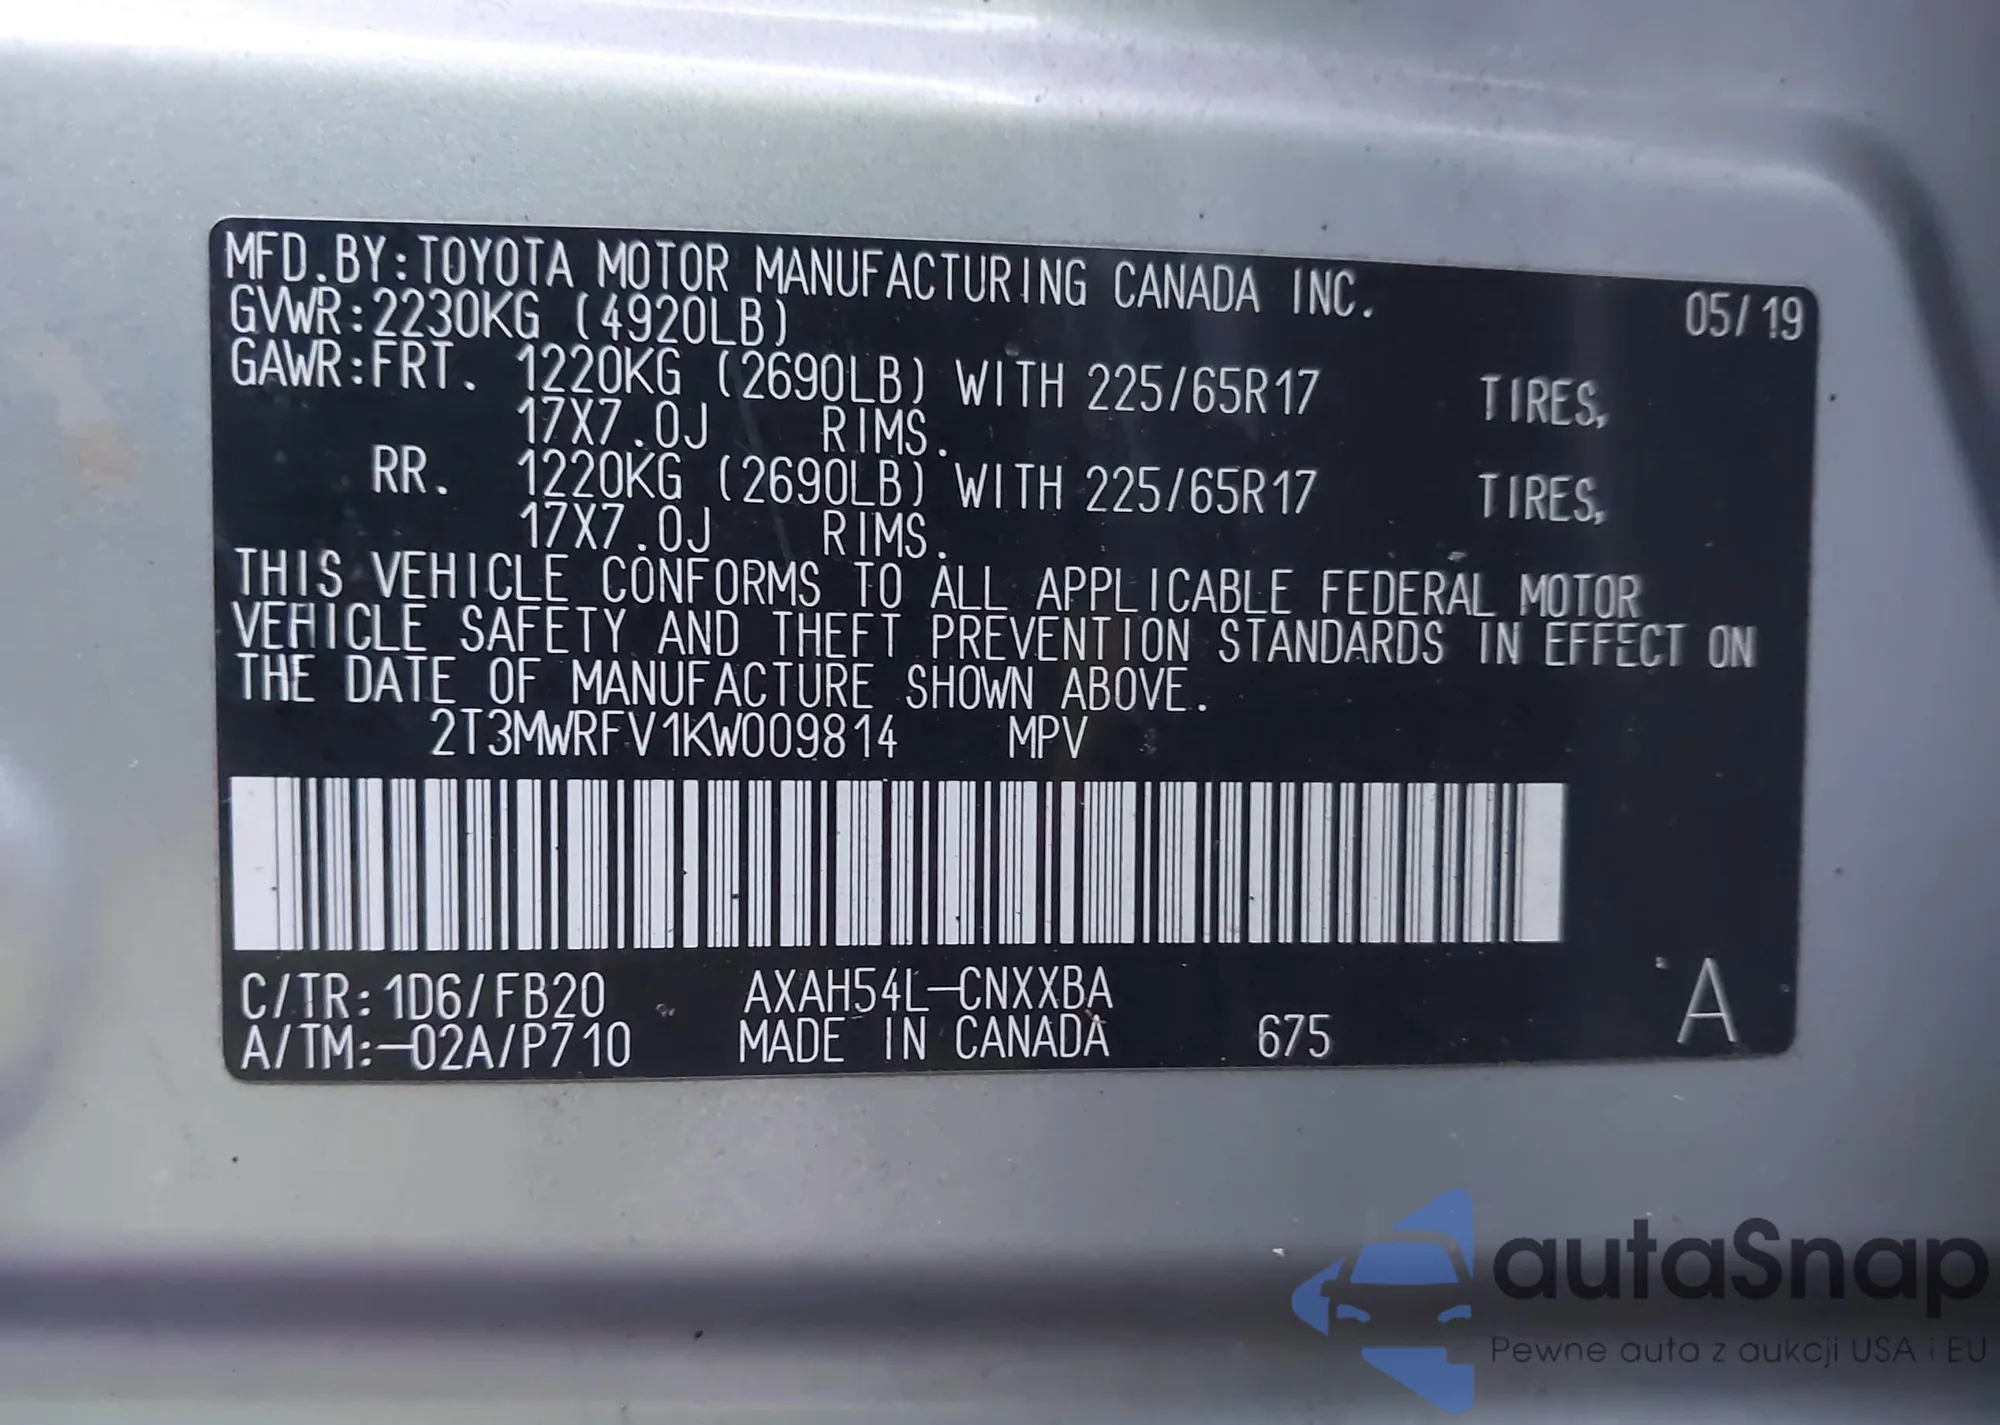 MFD.BY:TOYOTA MOTOR MANUFACTURING CANADA INC. 05/19
GVWR:2230KG (4920LB)
GAWR:FRT. 1220KG (2690LB) WITH 225/65R17 TIRES,
17X7.0J RIMS.
RR. 1220KG (2690LB) WITH 225/65R17 TIRES,
17X7.0J RIMS.
THIS VEHICLE CONFORMS TO ALL APPLICABLE FEDERAL MOTOR
VEHICLE SAFETY AND THEFT PREVENTION STANDARDS IN EFFECT ON
THE DATE OF MANUFACTURE SHOWN ABOVE.
2T3MWRFV1KW009814 MPV
C/TR:1D6/FB20 AXAH54L-CNXXBA
A/TM:-02A/P710 MADE IN CANADA 675 A
autaSnap
Pewne auta z aukcji USA i EU